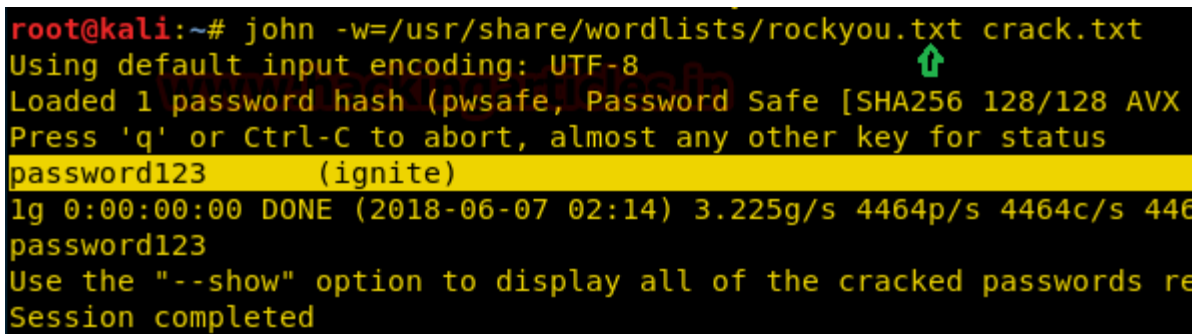 root@kali:~# john -w=/usr/share/wordlists/rockyou.txt crack.txt
Using default input encoding: UTF-8
www.hackingarticles.in
Loaded 1 password hash (pwsafe, Password Safe [SHA256 128/128 AVX
Press 'q' or Ctrl-C to abort, almost any other key for status
password123      (ignite)
1g 0:00:00:00 DONE (2018-06-07 02:14) 3.225g/s 4464p/s 4464c/s 446
password123
Use the "--show" option to display all of the cracked passwords re
Session completed